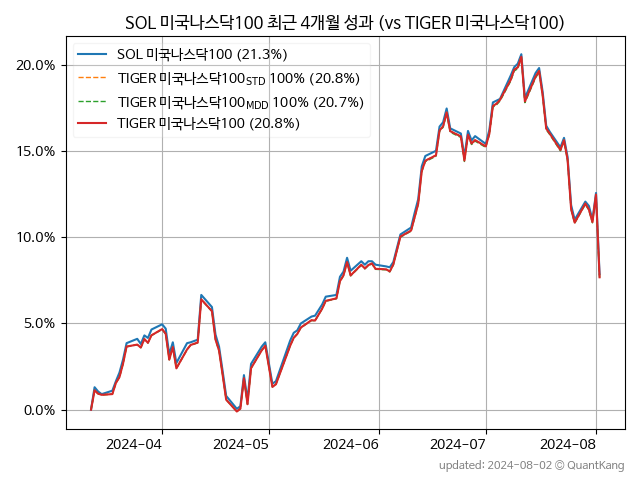 SOL 미국나스닥100 최근 4개월 성과 (vs TIGER 미국나스닥100)
SOL 미국나스닥100 (21.3%)
TIGER 미국나스닥100STD 100% (20.8%)
TIGER 미국나스닥100MDD 100% (20.7%)
TIGER 미국나스닥100 (20.8%)
20.0%
15.0%
10.0%
5.0%
0.0%
2024-04 2024-05 2024-06 2024-07 2024-08
updated: 2024-08-02 © QuantKang